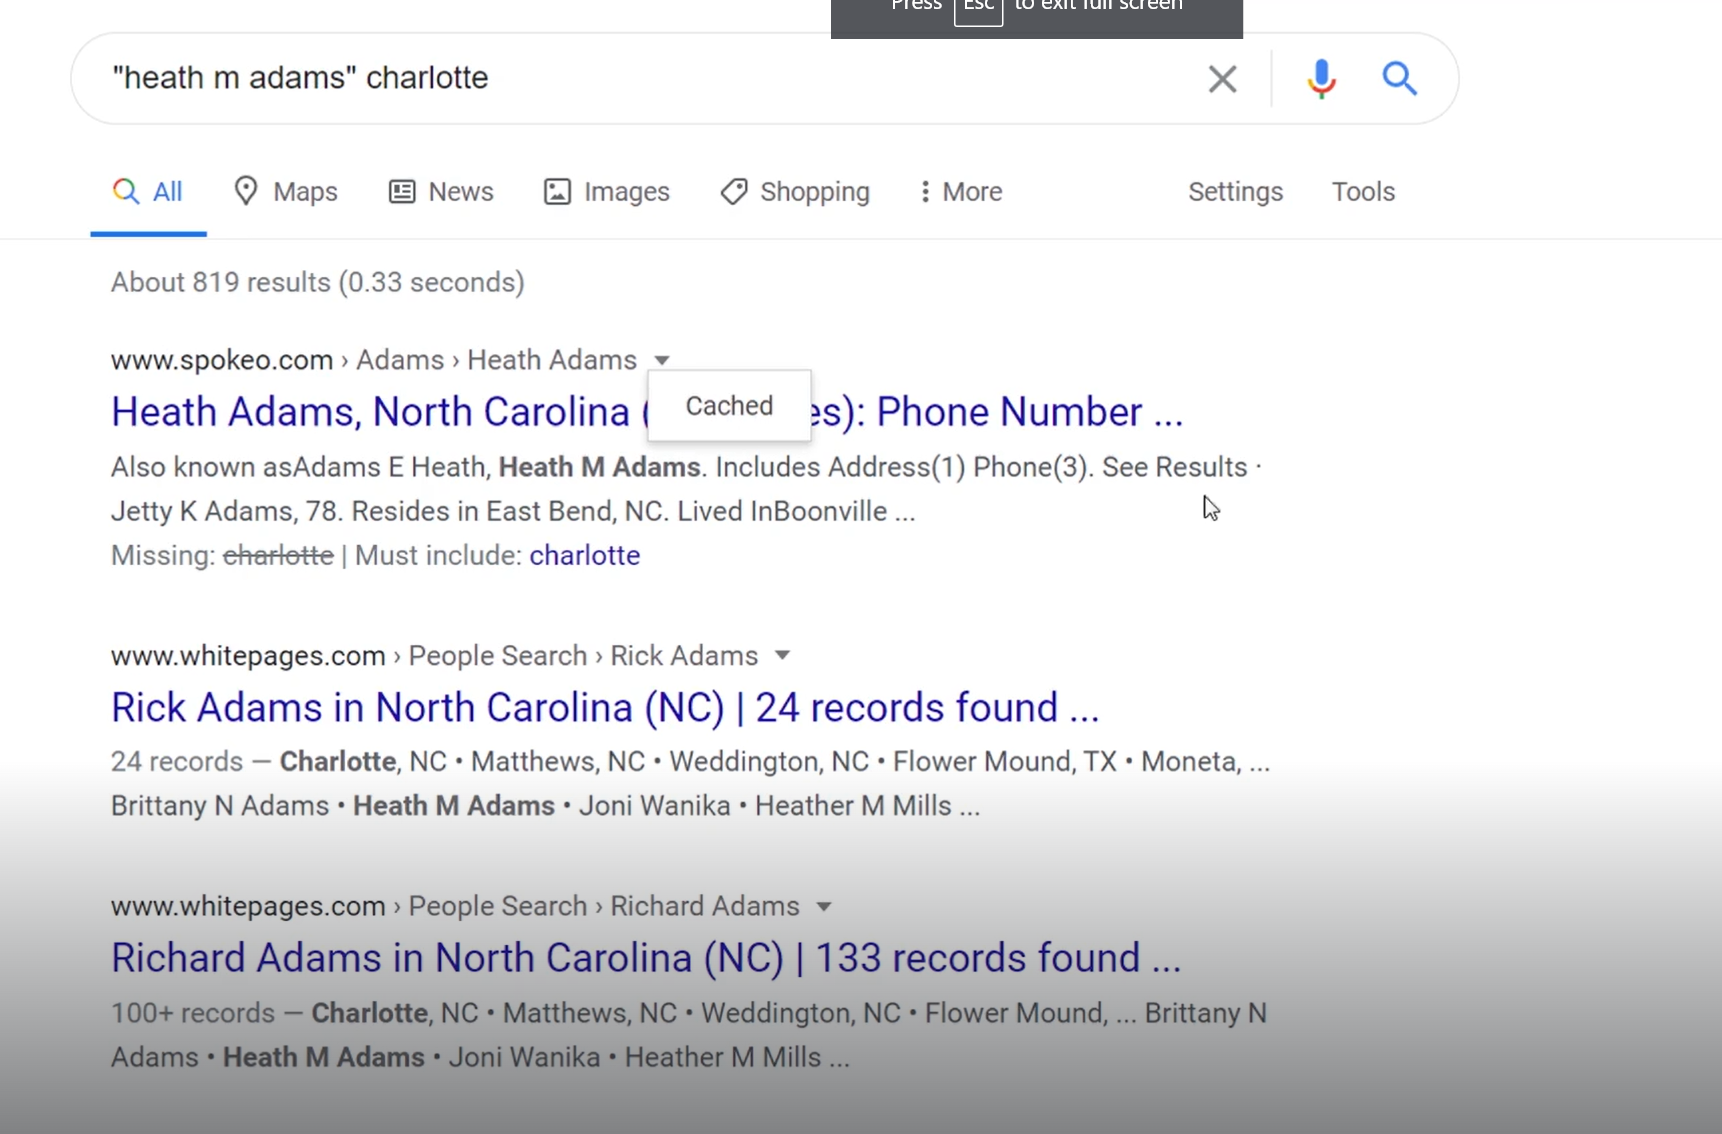 Press Esc to exit full screen
"heath m adams" charlotte
All Maps News Images Shopping More Settings Tools
About 819 results (0.33 seconds)
www.spokeo.com › Adams › Heath Adams
Cached
Heath Adams, North Carolina ( es): Phone Number ...
Also known asAdams E Heath, Heath M Adams. Includes Address(1) Phone(3). See Results ·
Jetty K Adams, 78. Resides in East Bend, NC. Lived InBoonville ...
Missing: charlotte | Must include: charlotte
www.whitepages.com › People Search › Rick Adams
Rick Adams in North Carolina (NC) | 24 records found ...
24 records — Charlotte, NC • Matthews, NC • Weddington, NC • Flower Mound, TX • Moneta, ...
Brittany N Adams • Heath M Adams • Joni Wanika • Heather M Mills ...
www.whitepages.com › People Search › Richard Adams
Richard Adams in North Carolina (NC) | 133 records found ...
100+ records — Charlotte, NC • Matthews, NC • Weddington, NC • Flower Mound, ... Brittany N
Adams • Heath M Adams • Joni Wanika • Heather M Mills ...